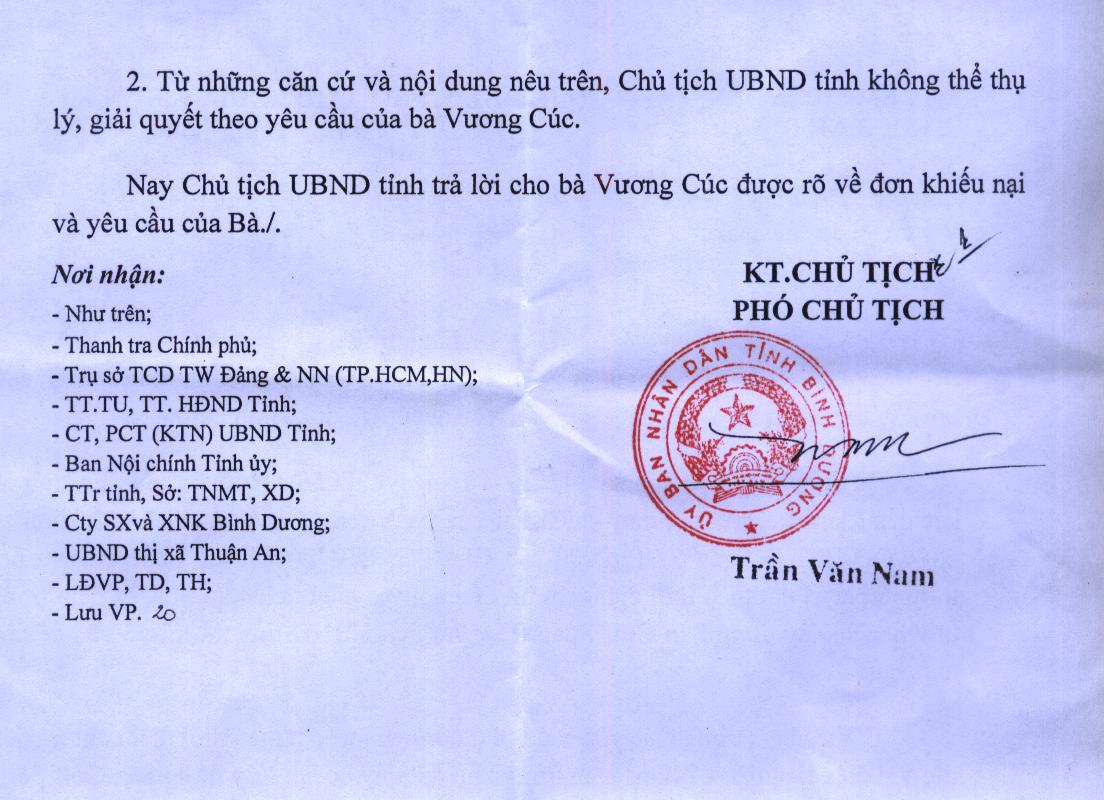 2. Từ những căn cứ và nội dung nêu trên, Chủ tịch UBND tỉnh không thể thụ
lý, giải quyết theo yêu cầu của bà Vương Cúc.
Nay Chủ tịch UBND tỉnh trả lời cho bà Vương Cúc được rõ về đơn khiếu nại
và yêu cầu của Bà./.
Nơi nhận:
- Như trên;
- Thanh tra Chính phủ;
- Trụ sở TCD TW Đảng & NN (TP.HCM,HN);
- TT.TU, TT. HĐND Tỉnh;
- CT, PCT (KTN) UBND Tỉnh;
- Ban Nội chính Tỉnh ủy;
- TTr tỉnh, Sở: TNMT, XD;
- Cty SXvà XNK Bình Dương;
- UBND thị xã Thuận An;
- LĐVP, TD, TH;
- Lưu VP. 20
KT.CHỦ TỊCH
PHÓ CHỦ TỊCH
ỦY BAN NHÂN DÂN TỈNH BÌNH DƯƠNG
Trần Văn Nam